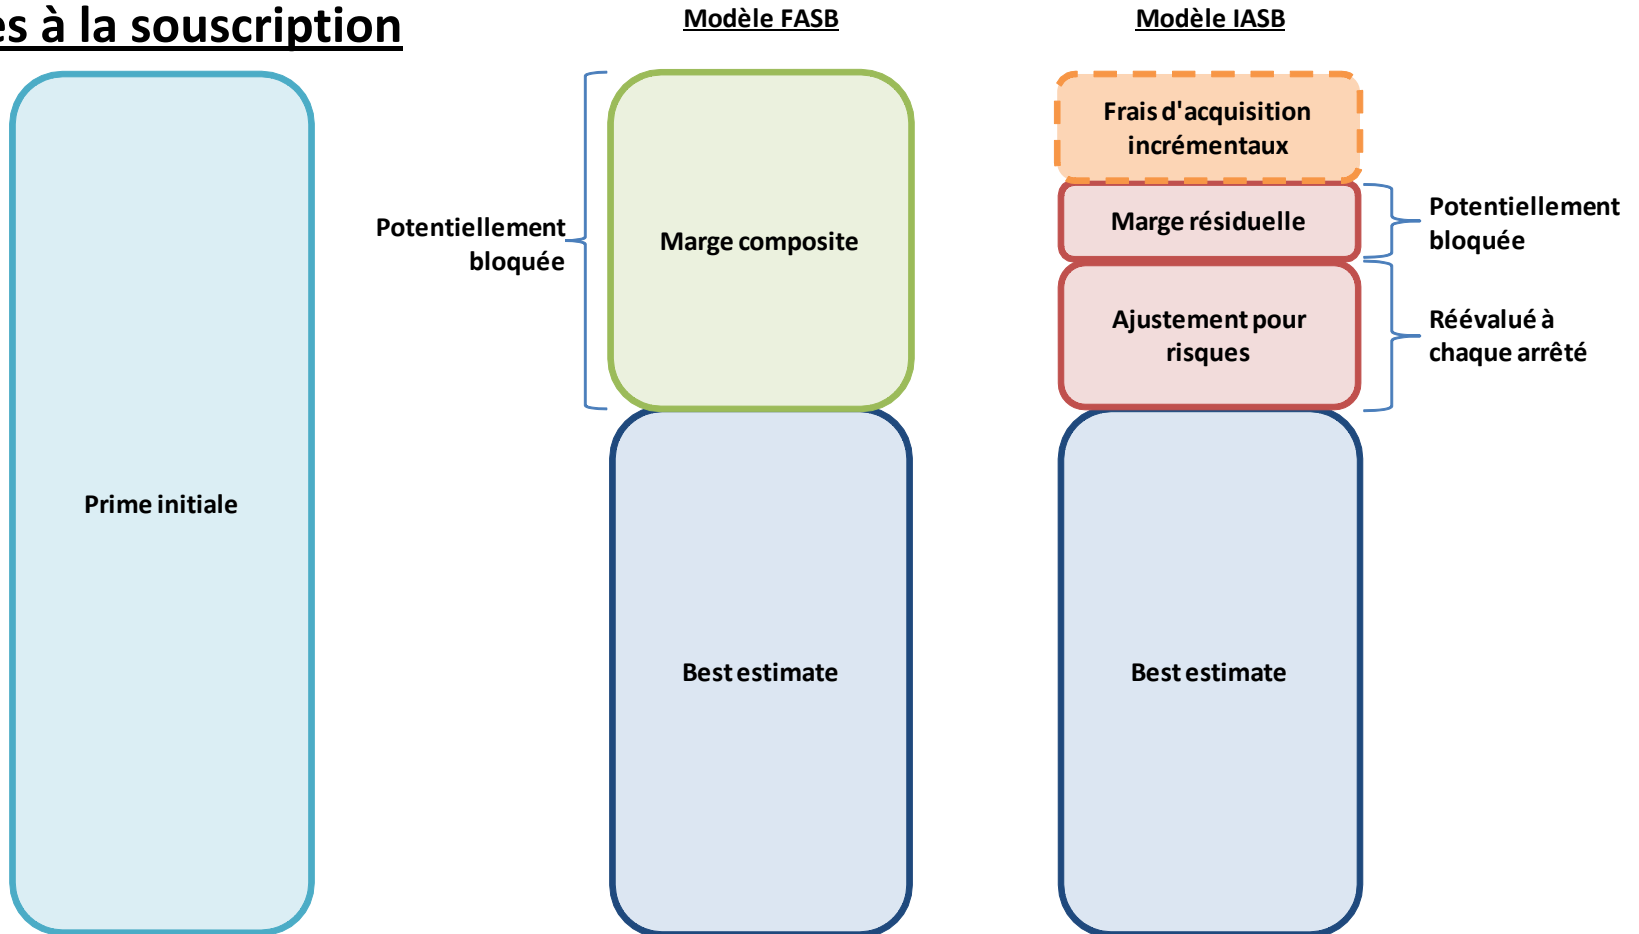 à la souscription
Modèle FASB
Modèle IASB
Frais d'acquisition
incrémentaux
Potentiellement
bloquée
Marge composite
Marge résiduelle
Potentiellement
bloquée
Ajustement pour
risques
Réévalué à
chaque arrêté
Prime initiale
Best estimate
Best estimate